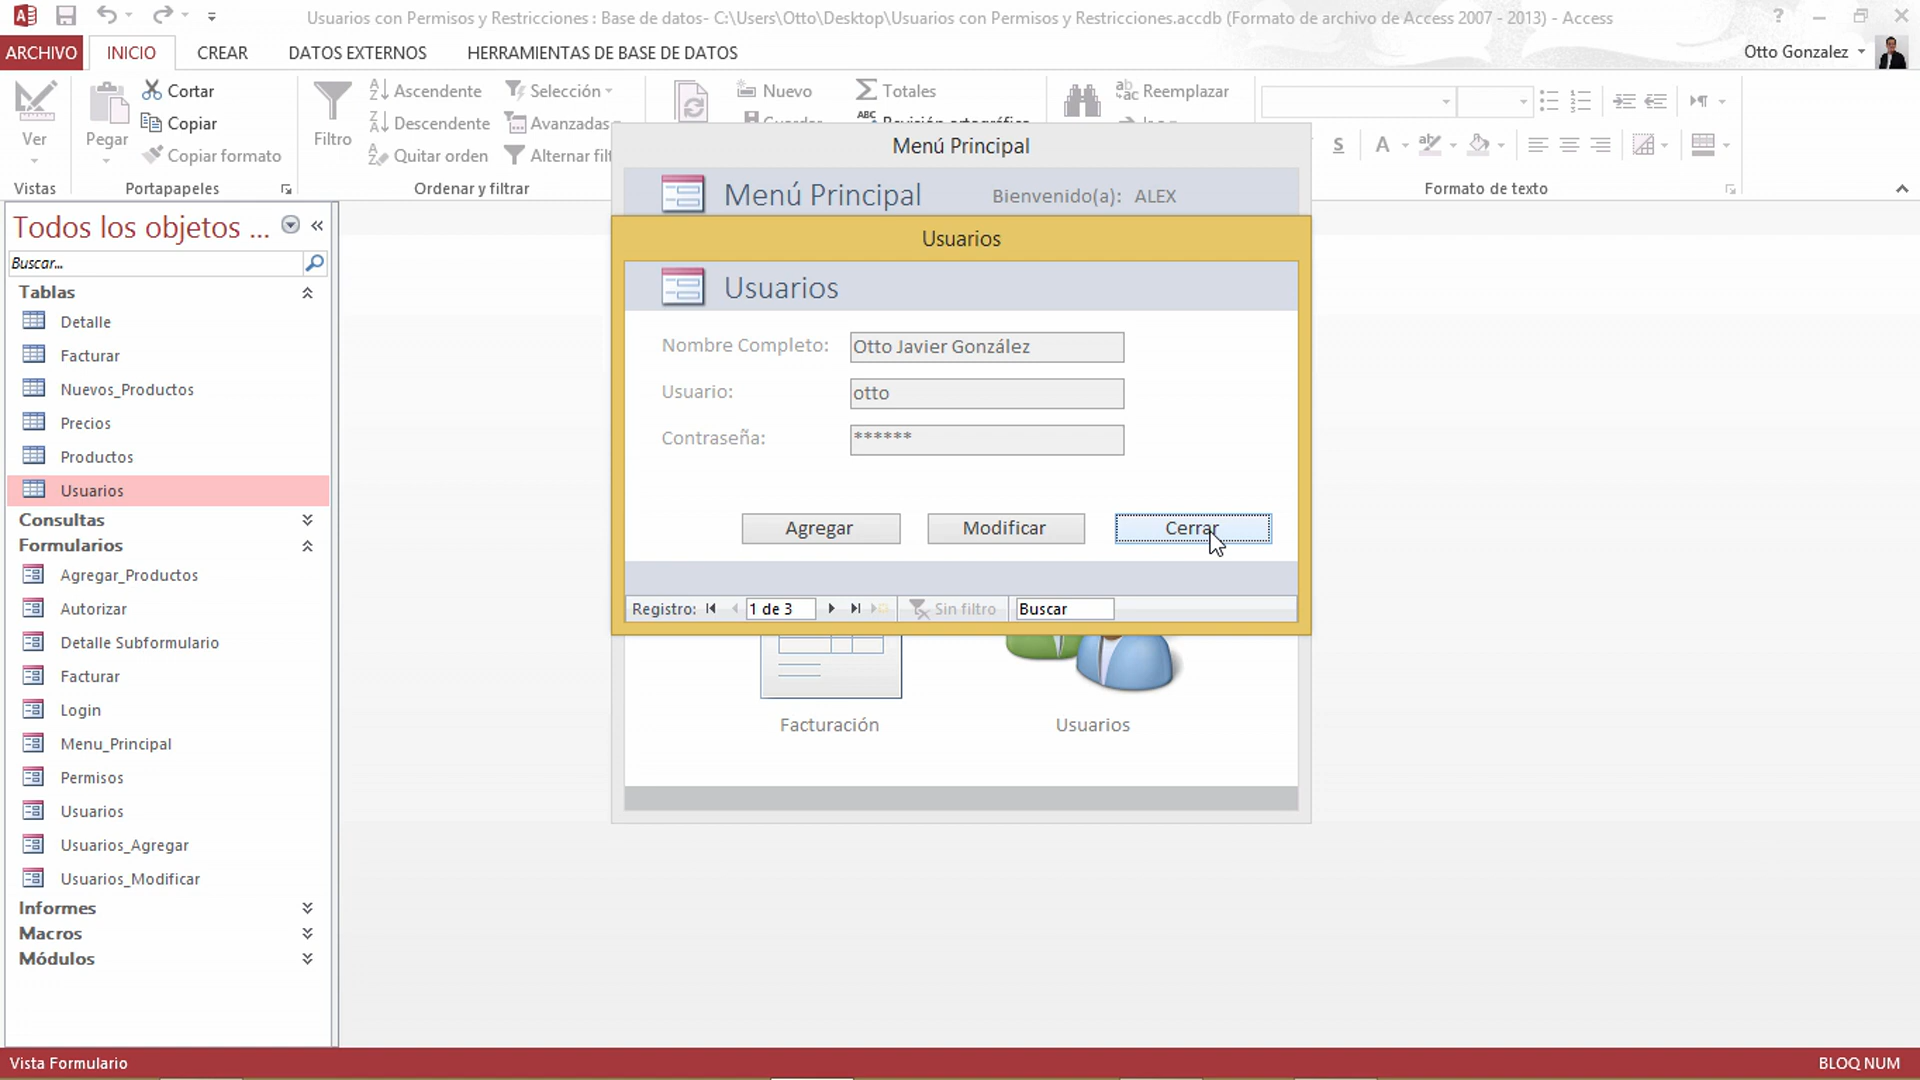 Usuarios con Permisos y Restricciones : Base de datos- C:\Users\Otto\Desktop\Usuarios con Permisos y Restricciones.accdb (Formato de archivo de Access 2007 - 2013) - Access
ARCHIVO INICIO CREAR DATOS EXTERNOS HERRAMIENTAS DE BASE DE DATOS Otto Gonzalez
Ver
Vistas
Pegar
Cortar
Copiar
Copiar formato
Portapapeles
Filtro
Ascendente
Descendente
Quitar orden
Selección
Avanzadas
Alternar filt
Ordenar y filtrar
Nuevo
Guardar
Totales
Revisión ortográfica
Reemplazar
Formato de texto
Todos los objetos ...
Buscar...
Tablas
Detalle
Facturar
Nuevos_Productos
Precios
Productos
Usuarios
Consultas
Formularios
Agregar_Productos
Autorizar
Detalle Subformulario
Facturar
Login
Menu_Principal
Permisos
Usuarios
Usuarios_Agregar
Usuarios_Modificar
Informes
Macros
Módulos
Menú Principal
Menú Principal Bienvenido(a): ALEX
Usuarios
Usuarios
Nombre Completo: Otto Javier González
Usuario: otto
Contraseña: ******
Agregar Modificar Cerrar
Registro: 1 de 3 Sin filtro Buscar
Facturación Usuarios
Vista Formulario BLOQ NUM